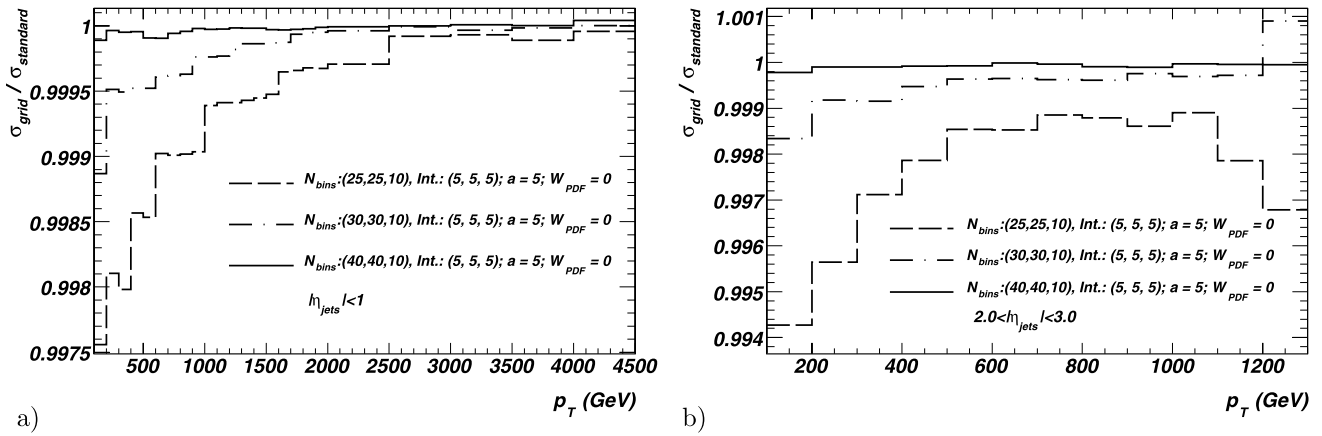 σgrid / σstandard
1
0.9995
0.999
0.9985
0.998
0.9975
Nbins:(25,25,10), Int.: (5, 5, 5); a = 5; WPDF = 0
Nbins:(30,30,10), Int.: (5, 5, 5); a = 5; WPDF = 0
Nbins:(40,40,10), Int.: (5, 5, 5); a = 5; WPDF = 0
|ηjets|<1
500 1000 1500 2000 2500 3000 3500 4000 4500
pT (GeV)
a)
σgrid / σstandard
1.001
1
0.999
0.998
0.997
0.996
0.995
0.994
Nbins:(25,25,10), Int.: (5, 5, 5); a = 5; WPDF = 0
Nbins:(30,30,10), Int.: (5, 5, 5); a = 5; WPDF = 0
Nbins:(40,40,10), Int.: (5, 5, 5); a = 5; WPDF = 0
2.0<|ηjets|<3.0
200 400 600 800 1000 1200
pT (GeV)
b)